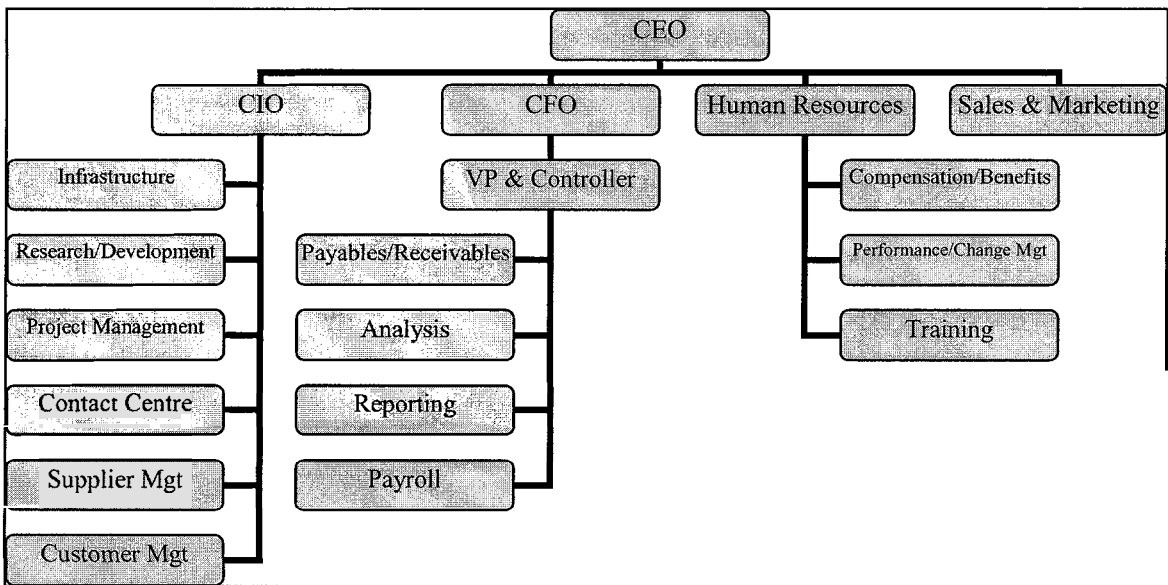 CEO
CIO
CFO
Human Resources
Sales & Marketing
Infrastructure
VP & Controller
Compensation/Benefits
Research/Development
Payables/Receivables
Performance/Change Mgt
Project Management
Analysis
Training
Contact Centre
Reporting
Supplier Mgt
Payroll
Customer Mgt